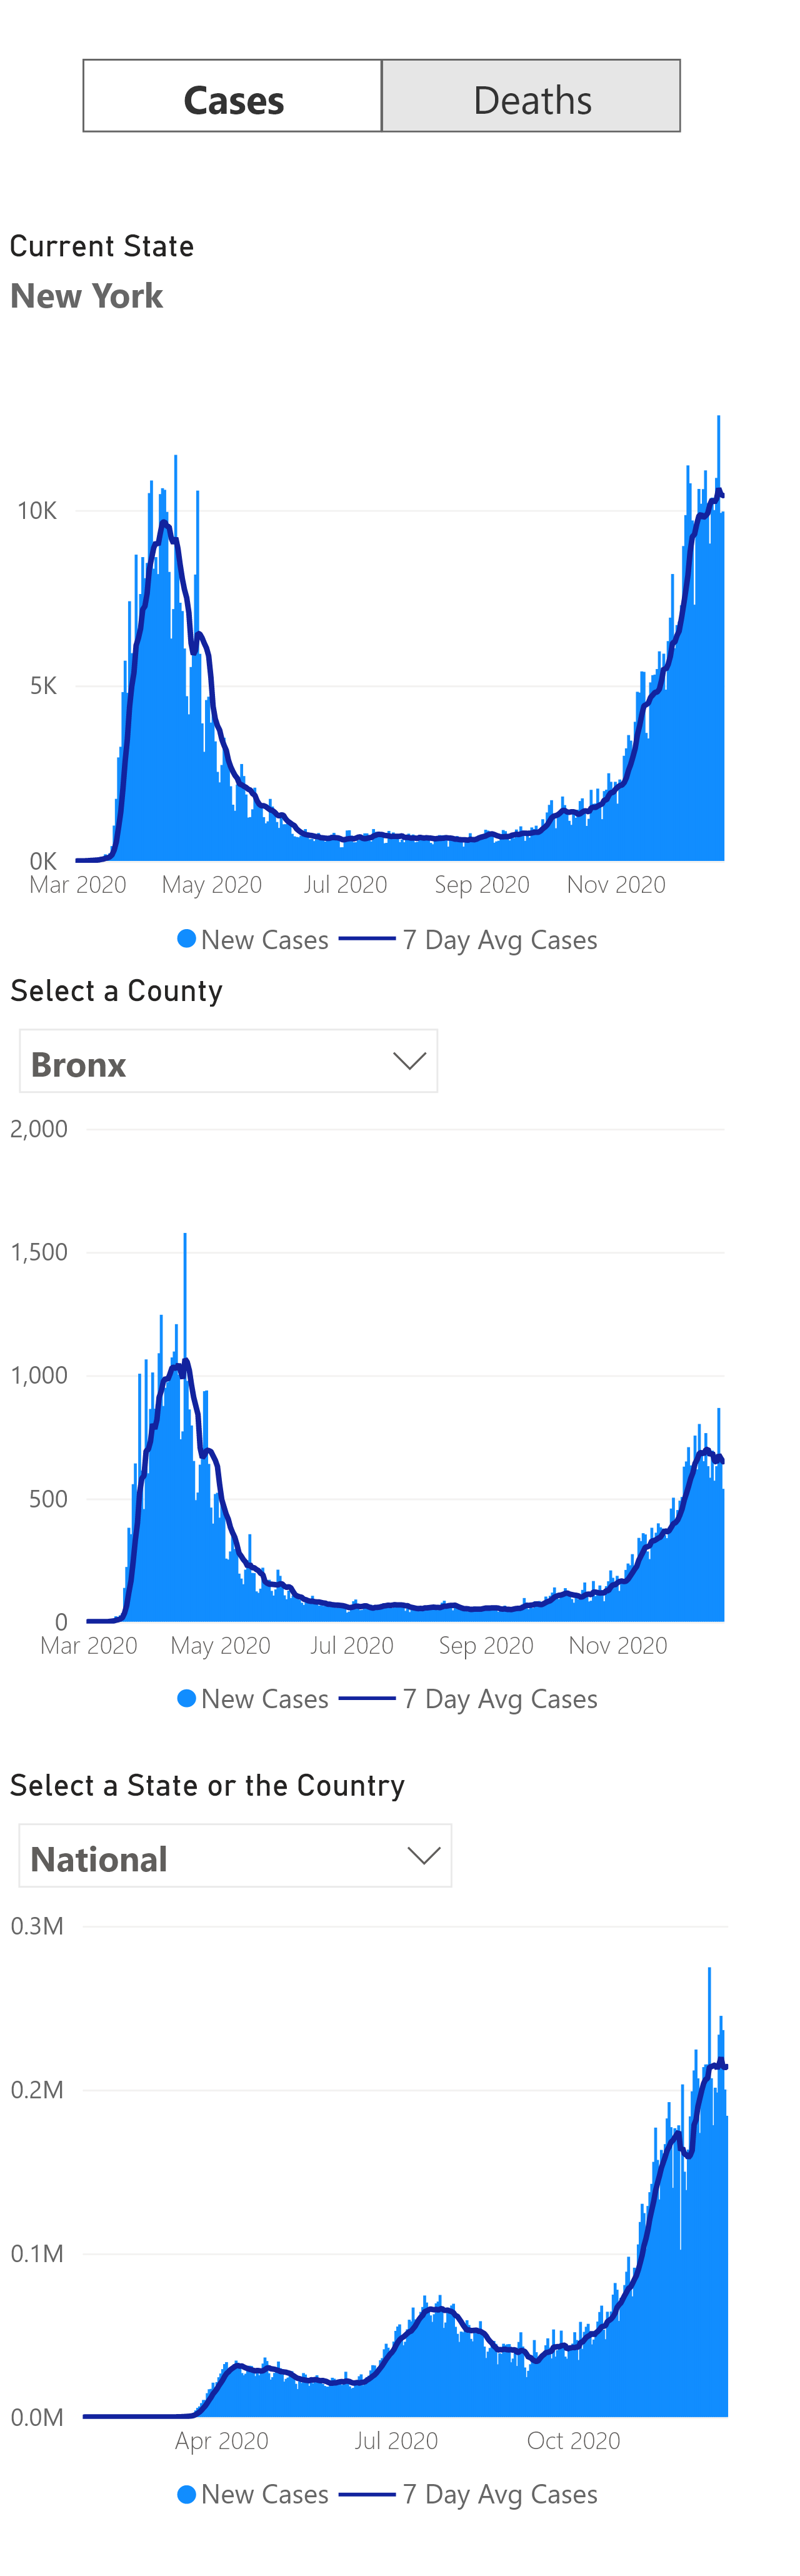 Cases Deaths
Current State
New York
10K
5K
0K
Mar 2020 May 2020 Jul 2020 Sep 2020 Nov 2020
New Cases 7 Day Avg Cases
Select a County
Bronx
2,000
1,500
1,000
500
0
Mar 2020 May 2020 Jul 2020 Sep 2020 Nov 2020
New Cases 7 Day Avg Cases
Select a State or the Country
National
0.3M
0.2M
0.1M
0.0M
Apr 2020 Jul 2020 Oct 2020
New Cases 7 Day Avg Cases